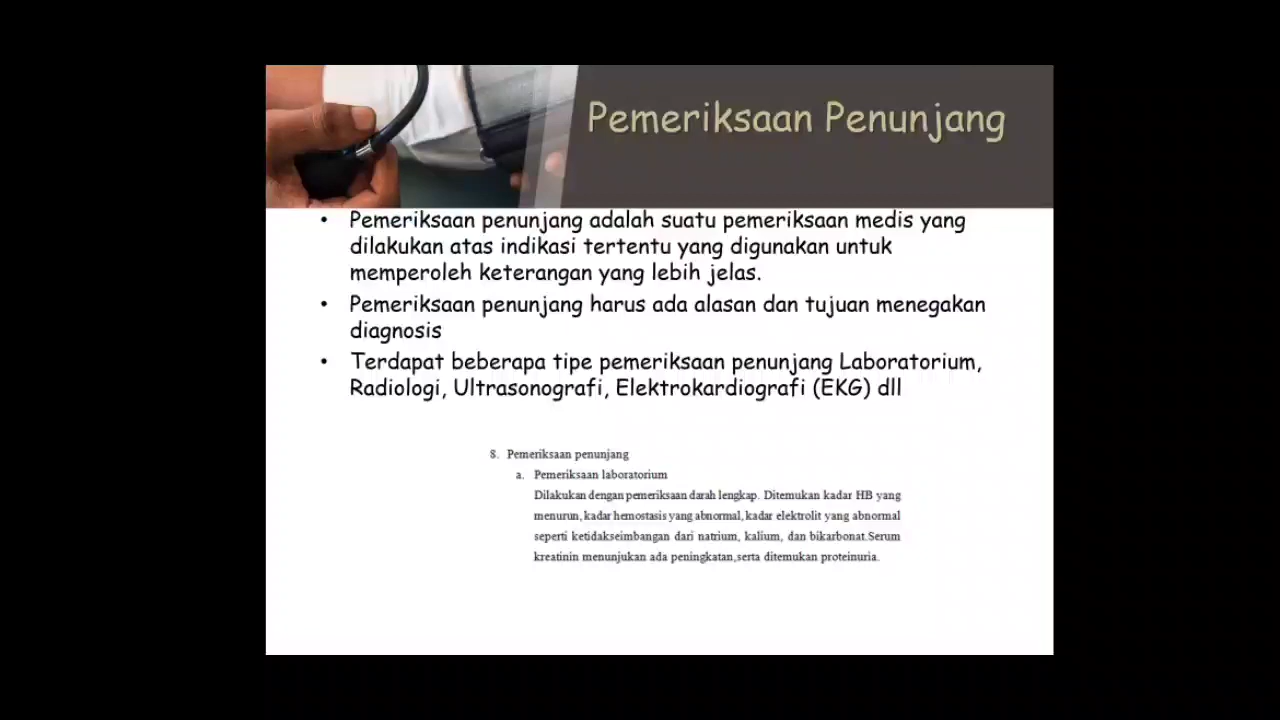 Pemeriksaan Penunjang
• Pemeriksaan penunjang adalah suatu pemeriksaan medis yang
dilakukan atas indikasi tertentu yang digunakan untuk
memperoleh keterangan yang lebih jelas.
• Pemeriksaan penunjang harus ada alasan dan tujuan menegakan
diagnosis
• Terdapat beberapa tipe pemeriksaan penunjang Laboratorium,
Radiologi, Ultrasonografi, Elektrokardiografi (EKG) dll
8. Pemeriksaan penunjang
a. Pemeriksaan laboratorium
Dilakukan dengan pemeriksaan darah lengkap. Ditemukan kadar HB yang
menurun, kadar hemostasis yang abnormal, kadar elektrolit yang abnormal
seperti ketidakseimbangan dari natrium, kalium, dan bikarbonat.Serum
kreatinin menunjukan ada peningkatan,serta ditemukan proteinuria.